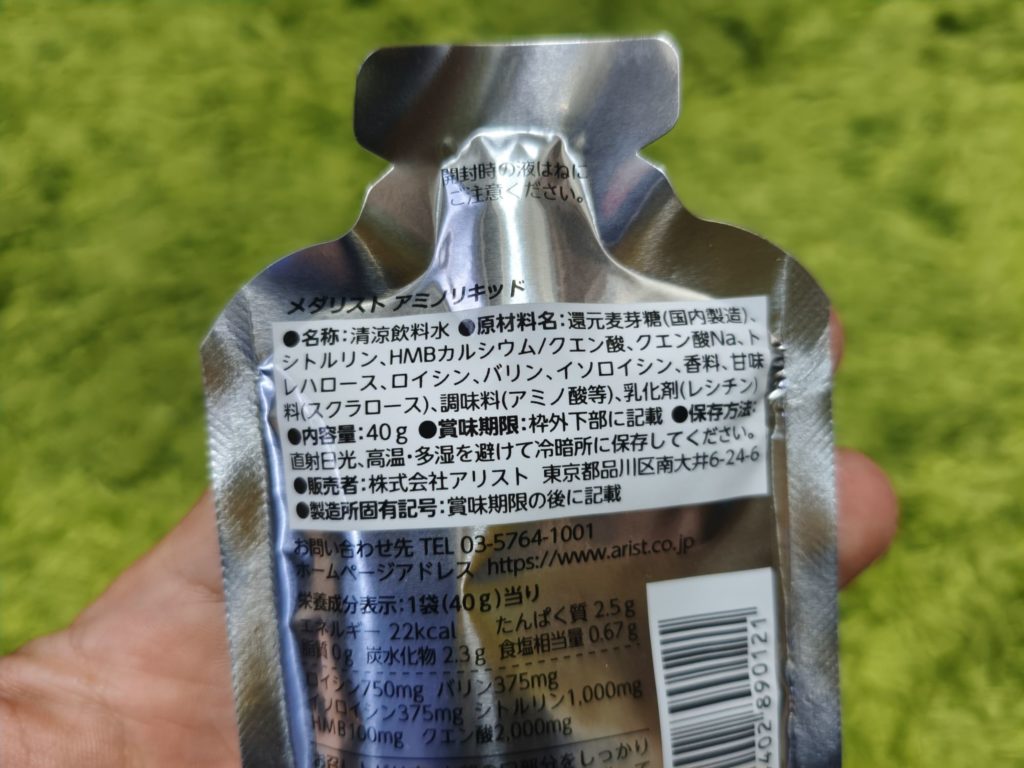 開封時の液はねに
ご注意ください。
メダリスト アミノリキッド
●名称:清涼飲料水 ●原材料名:還元麦芽糖(国内製造)、
シトルリン、HMBカルシウム/クエン酸、クエン酸Na、ト
レハロース、ロイシン、バリン、イソロイシン、香料、甘味
料(スクラロース)、調味料(アミノ酸等)、乳化剤(レシチン)
●内容量:40g ●賞味期限:枠外下部に記載 ●保存方法:
直射日光、高温・多湿を避けて冷暗所に保存してください。
●販売者:株式会社アリスト 東京都品川区南大井6-24-6
●製造所固有記号:賞味期限の後に記載
お問い合わせ先 TEL 03-5764-1001
ホームページアドレス https://www.arist.co.jp
栄養成分表示:1袋(40g)当り
エネルギー 22kcal たんぱく質 2.5g
脂質0g 炭水化物 2.3g 食塩相当量 0.67g
ロイシン750mg バリン375mg
イソロイシン375mg シトルリン1,000mg
HMB100mg クエン酸2,000mg
部分をしっかり
402 890121